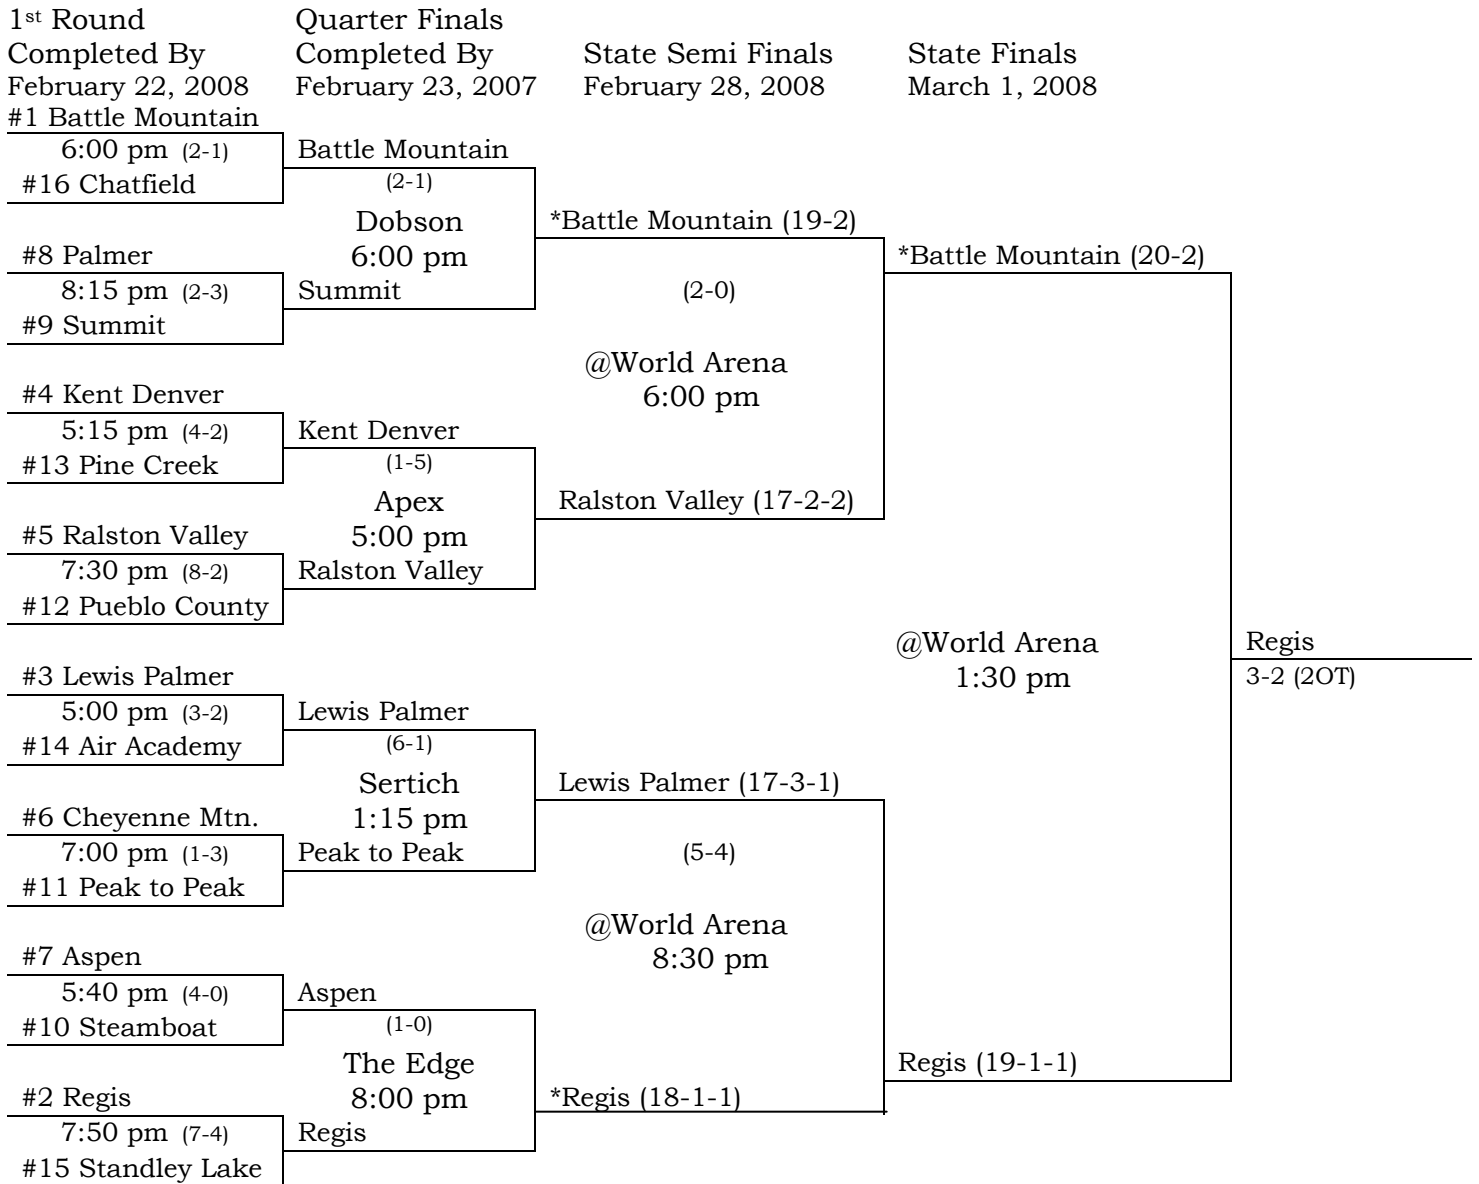 1st Round
Completed By
February 22, 2008
Quarter Finals
Completed By
February 23, 2007
State Semi Finals
February 28, 2008
State Finals
March 1, 2008
#1 Battle Mountain
6:00 pm (2-1)
#16 Chatfield
#8 Palmer
8:15 pm (2-3)
#9 Summit
#4 Kent Denver
5:15 pm (4-2)
#13 Pine Creek
#5 Ralston Valley
7:30 pm (8-2)
#12 Pueblo County
#3 Lewis Palmer
5:00 pm (3-2)
#14 Air Academy
#6 Cheyenne Mtn.
7:00 pm (1-3)
#11 Peak to Peak
#7 Aspen
5:40 pm (4-0)
#10 Steamboat
#2 Regis
7:50 pm (7-4)
#15 Standley Lake
Battle Mountain
(2-1)
Dobson
6:00 pm
Summit
Kent Denver
(1-5)
Apex
5:00 pm
Ralston Valley
Lewis Palmer
(6-1)
Sertich
1:15 pm
Peak to Peak
Aspen
(1-0)
The Edge
8:00 pm
Regis
*Battle Mountain (19-2)
(2-0)
@World Arena
6:00 pm
Ralston Valley (17-2-2)
Lewis Palmer (17-3-1)
(5-4)
@World Arena
8:30 pm
*Regis (18-1-1)
*Battle Mountain (20-2)
@World Arena
1:30 pm
Regis (19-1-1)
Regis
3-2 (2OT)